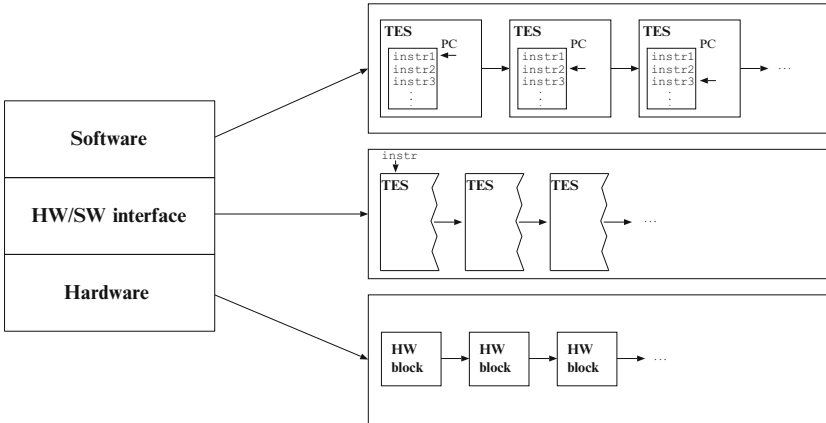 Software
HW/SW interface
Hardware
TES
PC
instr1
instr2
instr3
.
.
.
TES
PC
instr1
instr2
instr3
.
.
.
TES
PC
instr1
instr2
instr3
.
.
.
...
instr
TES
TES
TES
...
HW
block
HW
block
HW
block
...